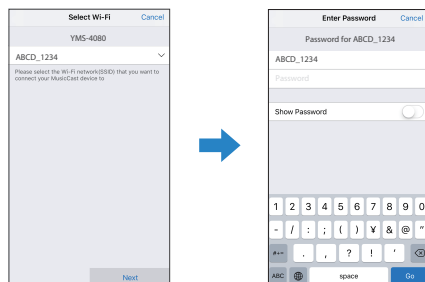 Select Wi-Fi
Cancel
YMS-4080
ABCD_1234
Please select the Wi-Fi network(SSID) that you want to
connect your MusicCast device to
Next
Enter Password
Cancel
Password for ABCD_1234
ABCD_1234
Password
Show Password
1 2 3 4 5 6 7 8 9 0
- / : ; ( ) ¥ & @ "
#+= . , ? ! '
ABC space Go